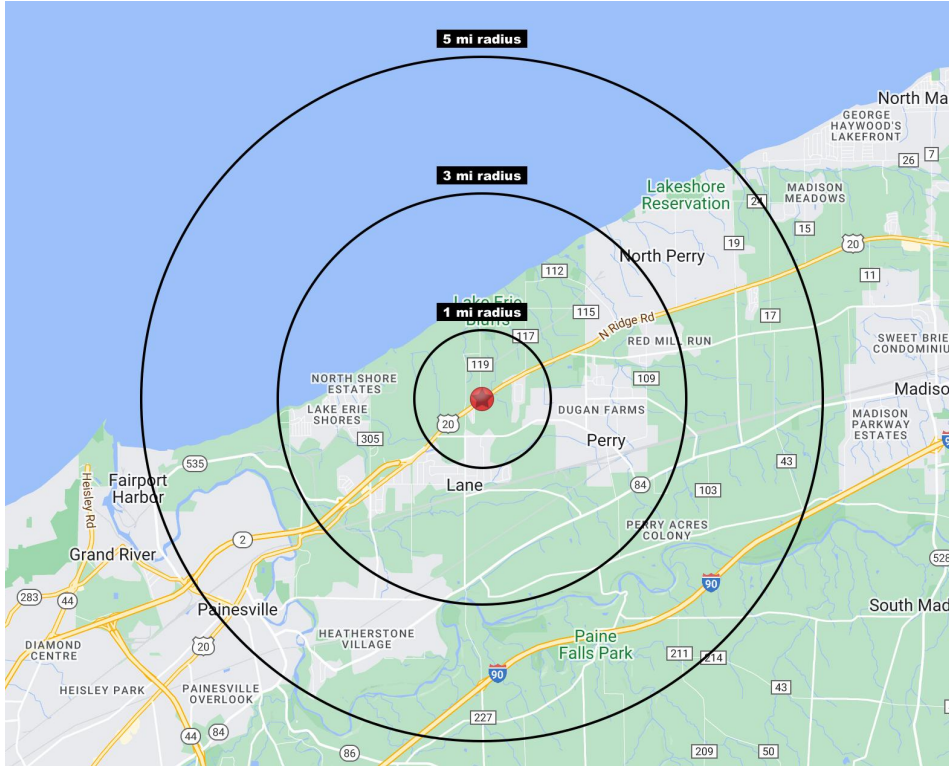 5 mi radius
North Ma
GEORGE
HAYWOOD'S
LAKEFRONT
7
26
3 mi radius
Lakeshore
Reservation
MADISON
MEADOWS
24
15
19
20
North Perry
112
11
Lake Erie
Bluffs
1 mi radius
115
17
N Ridge Rd
117
RED MILL RUN
SWEET BRIE
CONDOMINIU
119
109
NORTH SHORE
ESTATES
Madiso
LAKE ERIE
SHORES
DUGAN FARMS
MADISON
PARKWAY
ESTATES
20
305
Perry
9
535
43
Fairport
Harbor
Heisley Rd
Lane
84
103
PERRY ACRES
COLONY
2
Grand River
528
90
283
44
Painesville
South Mad
20
HEATHERSTONE
VILLAGE
Paine
Falls Park
DIAMOND
CENTRE
211
214
90
HEISLEY PARK
PAINESVILLE
OVERLOOK
43
227
44
84
86
209
50